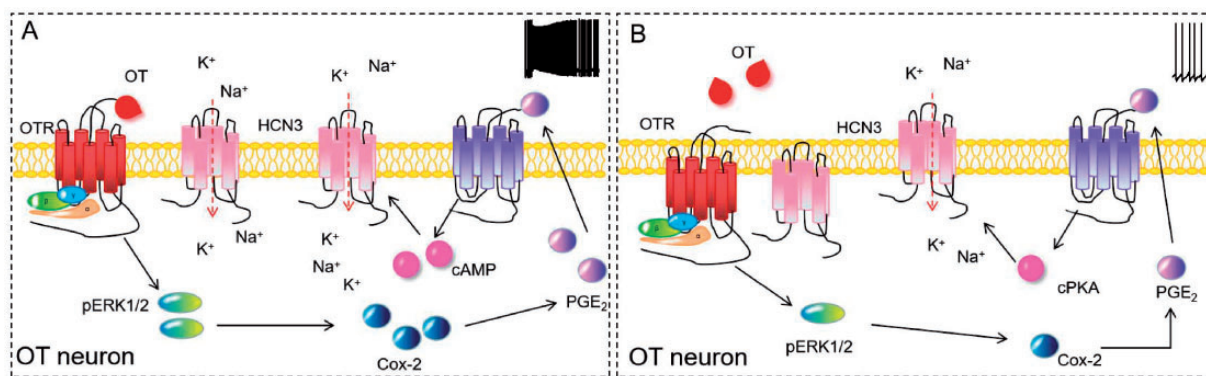 A
K⁺
Na⁺
K⁺
Na⁺
OT
OTR
HCN3
β
γ
α
K⁺
Na⁺
K⁺
Na⁺
K⁺
cAMP
pERK1/2
PGE₂
Cox-2
OT neuron
B
K⁺
Na⁺
OT
OTR
HCN3
K⁺
Na⁺
cPKA
PGE₂
pERK1/2
Cox-2
OT neuron